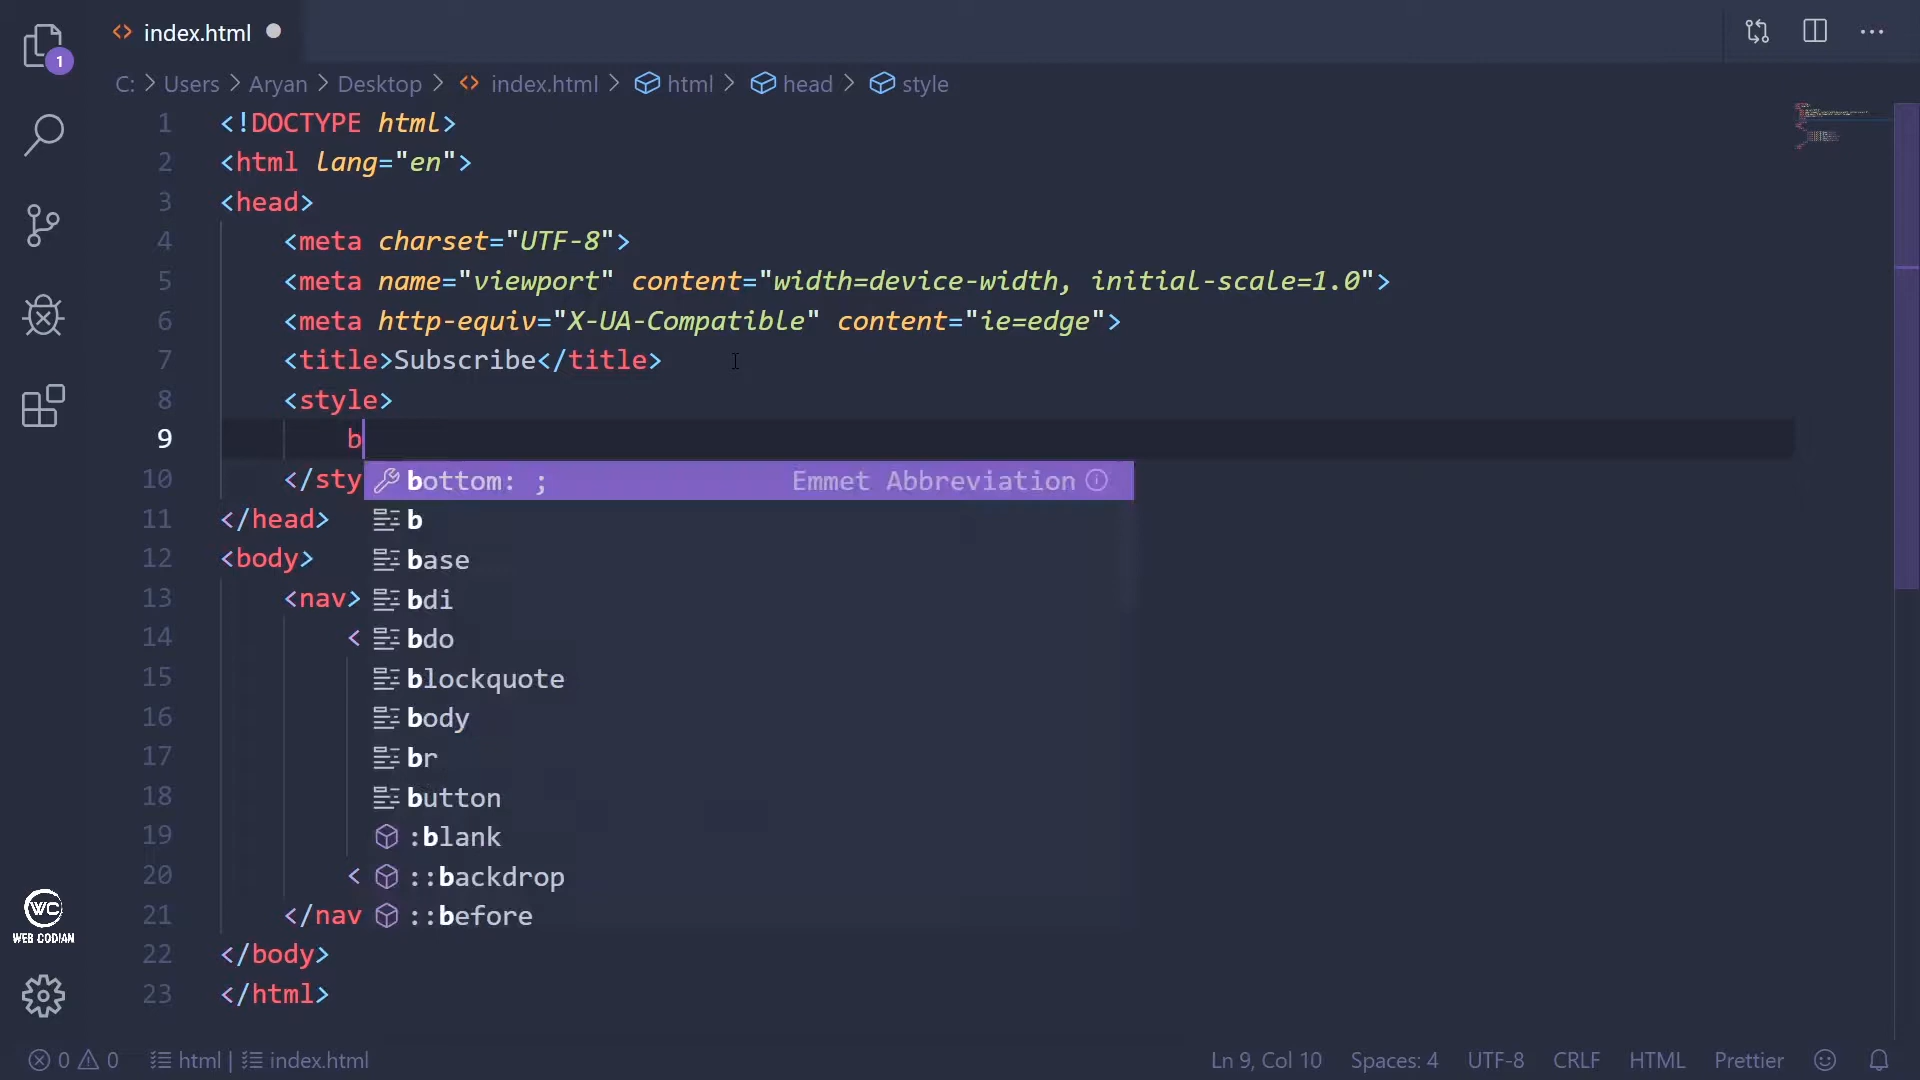 index.html
1
C: > Users > Aryan > Desktop > index.html > html > head > style
1 <!DOCTYPE html>
2 <html lang="en">
3 <head>
4 <meta charset="UTF-8">
5 <meta name="viewport" content="width=device-width, initial-scale=1.0">
6 <meta http-equiv="X-UA-Compatible" content="ie=edge">
7 <title>Subscribe</title>
8 <style>
9 b
10 </sty bottom: ; Emmet Abbreviation
11 </head> b
12 <body> base
13 <nav> bdi
14 < bdo
15 blockquote
16 body
17 br
18 button
19 :blank
20 < ::backdrop
21 </nav ::before
22 </body>
23 </html>
WC
WEB CODIAN
0 0 html | index.html Ln 9, Col 10 Spaces: 4 UTF-8 CRLF HTML Prettier